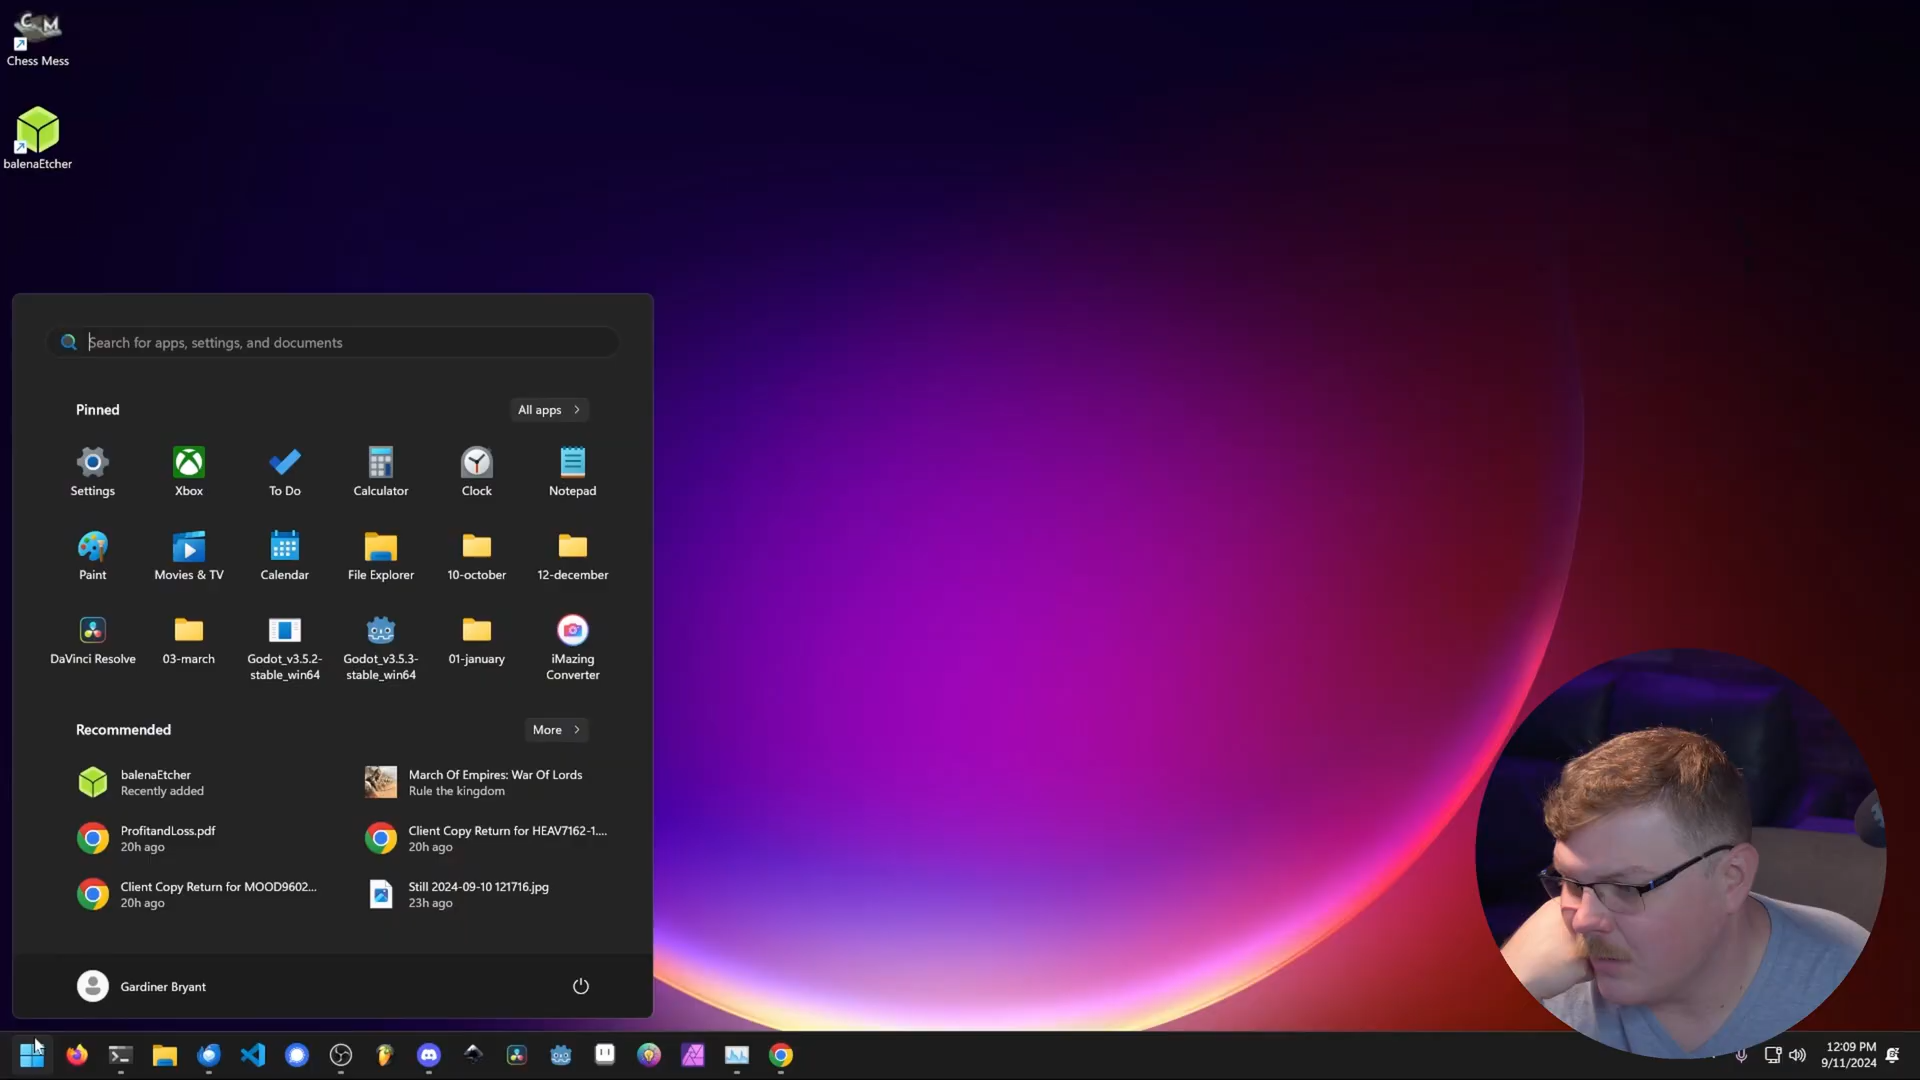 Chess Mess
balenaEtcher
Search for apps, settings, and documents
Pinned
All apps
Settings
Xbox
To Do
Calculator
Clock
Notepad
Paint
Movies & TV
Calendar
File Explorer
10-october
12-december
DaVinci Resolve
03-march
Godot_v3.5.2-
stable_win64
Godot_v3.5.3-
stable_win64
01-january
iMazing
Converter
Recommended
More
balenaEtcher
Recently added
March Of Empires: War Of Lords
Rule the kingdom
ProfitandLoss.pdf
20h ago
Client Copy Return for HEAV7162-1....
20h ago
Client Copy Return for MOOD9602...
20h ago
Still 2024-09-10 121716.jpg
23h ago
Gardiner Bryant
12:09 PM
9/11/2024